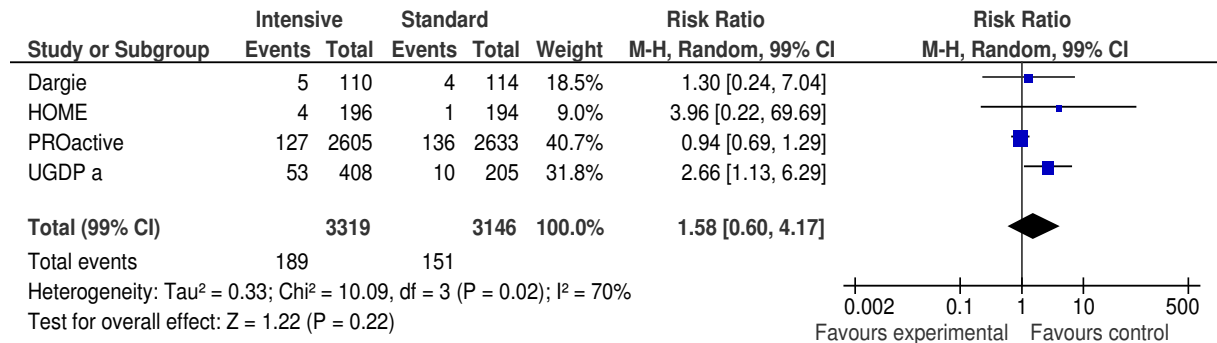 Intensive Standard Risk Ratio Risk Ratio
Study or Subgroup Events Total Events Total Weight M-H, Random, 99% CI M-H, Random, 99% CI
Dargie 5 110 4 114 18.5% 1.30 [0.24, 7.04]
HOME 4 196 1 194 9.0% 3.96 [0.22, 69.69]
PROactive 127 2605 136 2633 40.7% 0.94 [0.69, 1.29]
UGDP a 53 408 10 205 31.8% 2.66 [1.13, 6.29]
Total (99% CI) 3319 3146 100.0% 1.58 [0.60, 4.17]
Total events 189 151
Heterogeneity: Tau² = 0.33; Chi² = 10.09, df = 3 (P = 0.02); I² = 70%
Test for overall effect: Z = 1.22 (P = 0.22)
0.002 0.1 1 10 500
Favours experimental Favours control